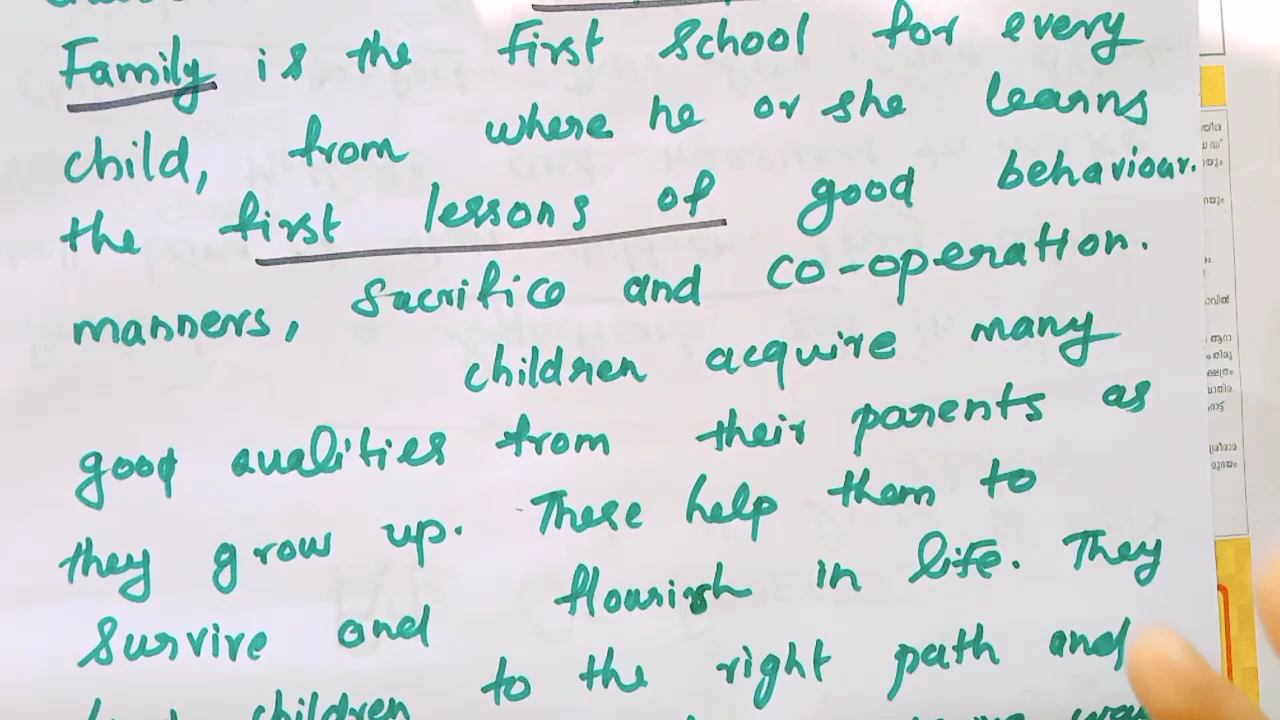 Family is the first school for every
child, from where he or she learns
the first lessons of good behaviour.
manners, sacrifice and co-operation.
children acquire many
good qualities from their parents as
they grow up. These help them to
survive and flourish in life. They
children to the right path and